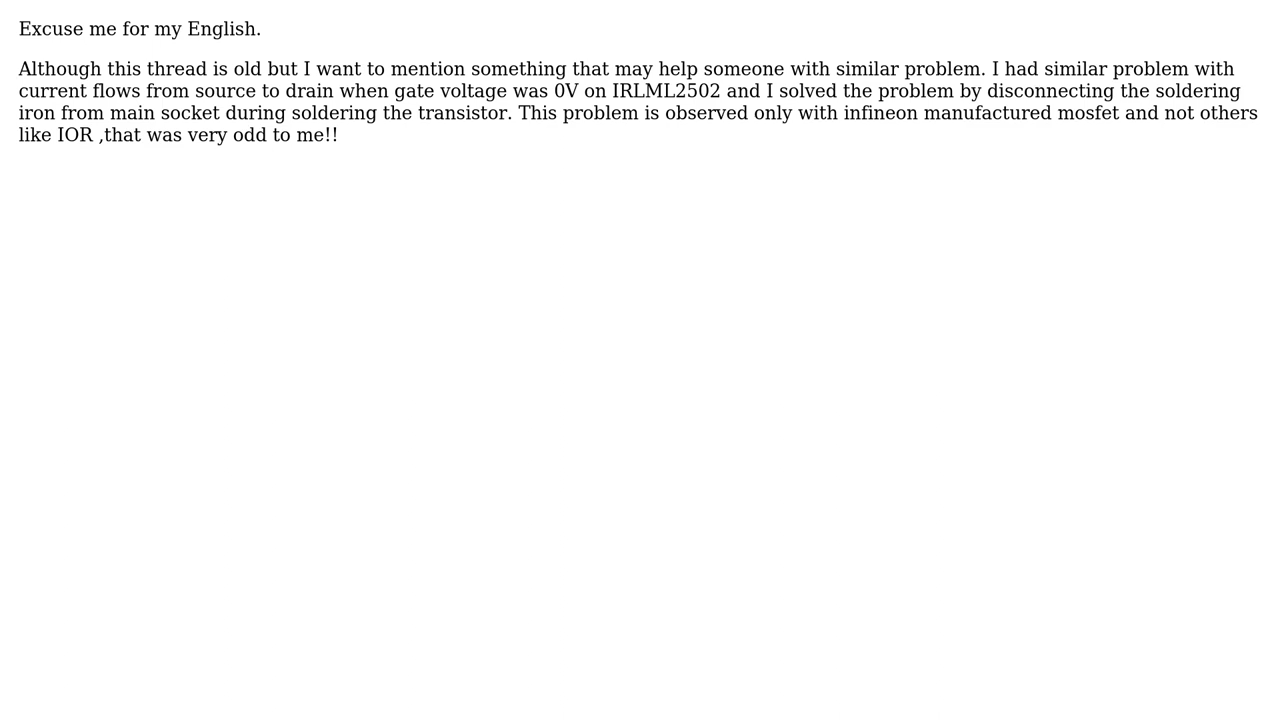 Excuse me for my English.
Although this thread is old but I want to mention something that may help someone with similar problem. I had similar problem with
current flows from source to drain when gate voltage was 0V on IRLML2502 and I solved the problem by disconnecting the soldering
iron from main socket during soldering the transistor. This problem is observed only with infineon manufactured mosfet and not others
like IOR ,that was very odd to me!!